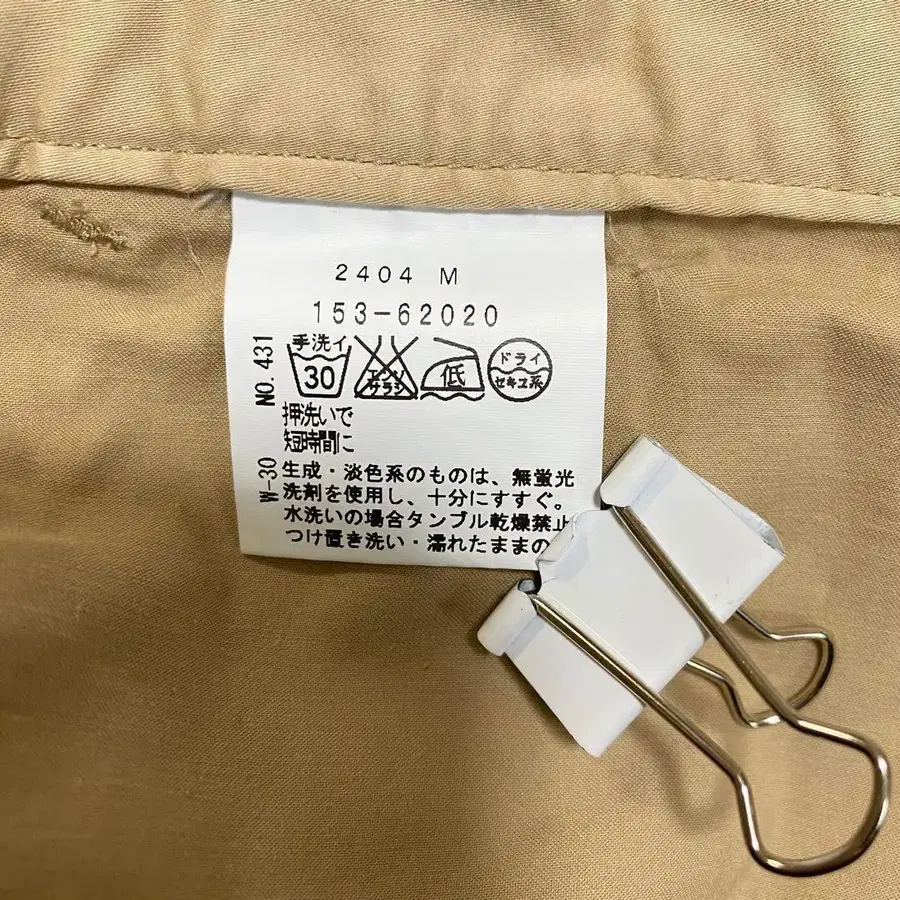 2404 M
153-62020
NO. 431
W-30
手洗イ
30
エンソ
サラシ
低
ドライ
セキユ系
押洗いで
短時間に
生成・淡色系のものは、無蛍光
洗剤を使用し、十分にすすぐ。
水洗いの場合タンブル乾燥禁止
つけ置き洗い・濡れたままの